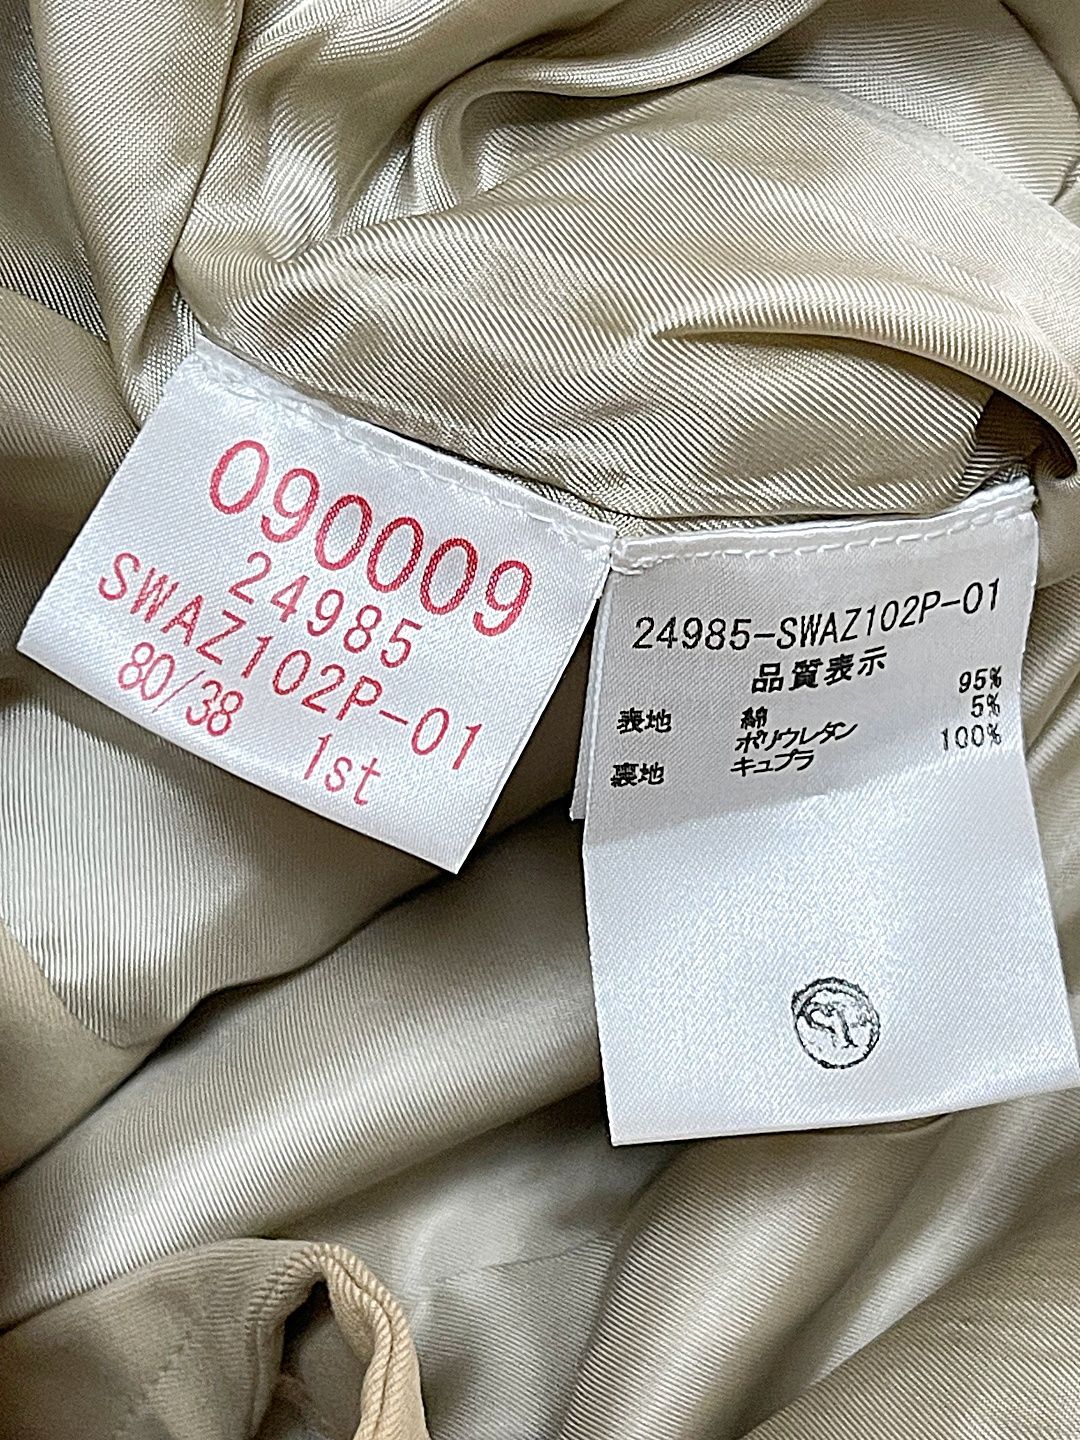 090009
24985
SWAZ102P-01
80/38 1st
24985-SWAZ102P-01
品質表示
表地 綿 95%
ポリウレタン 5%
裏地 キュプラ 100%